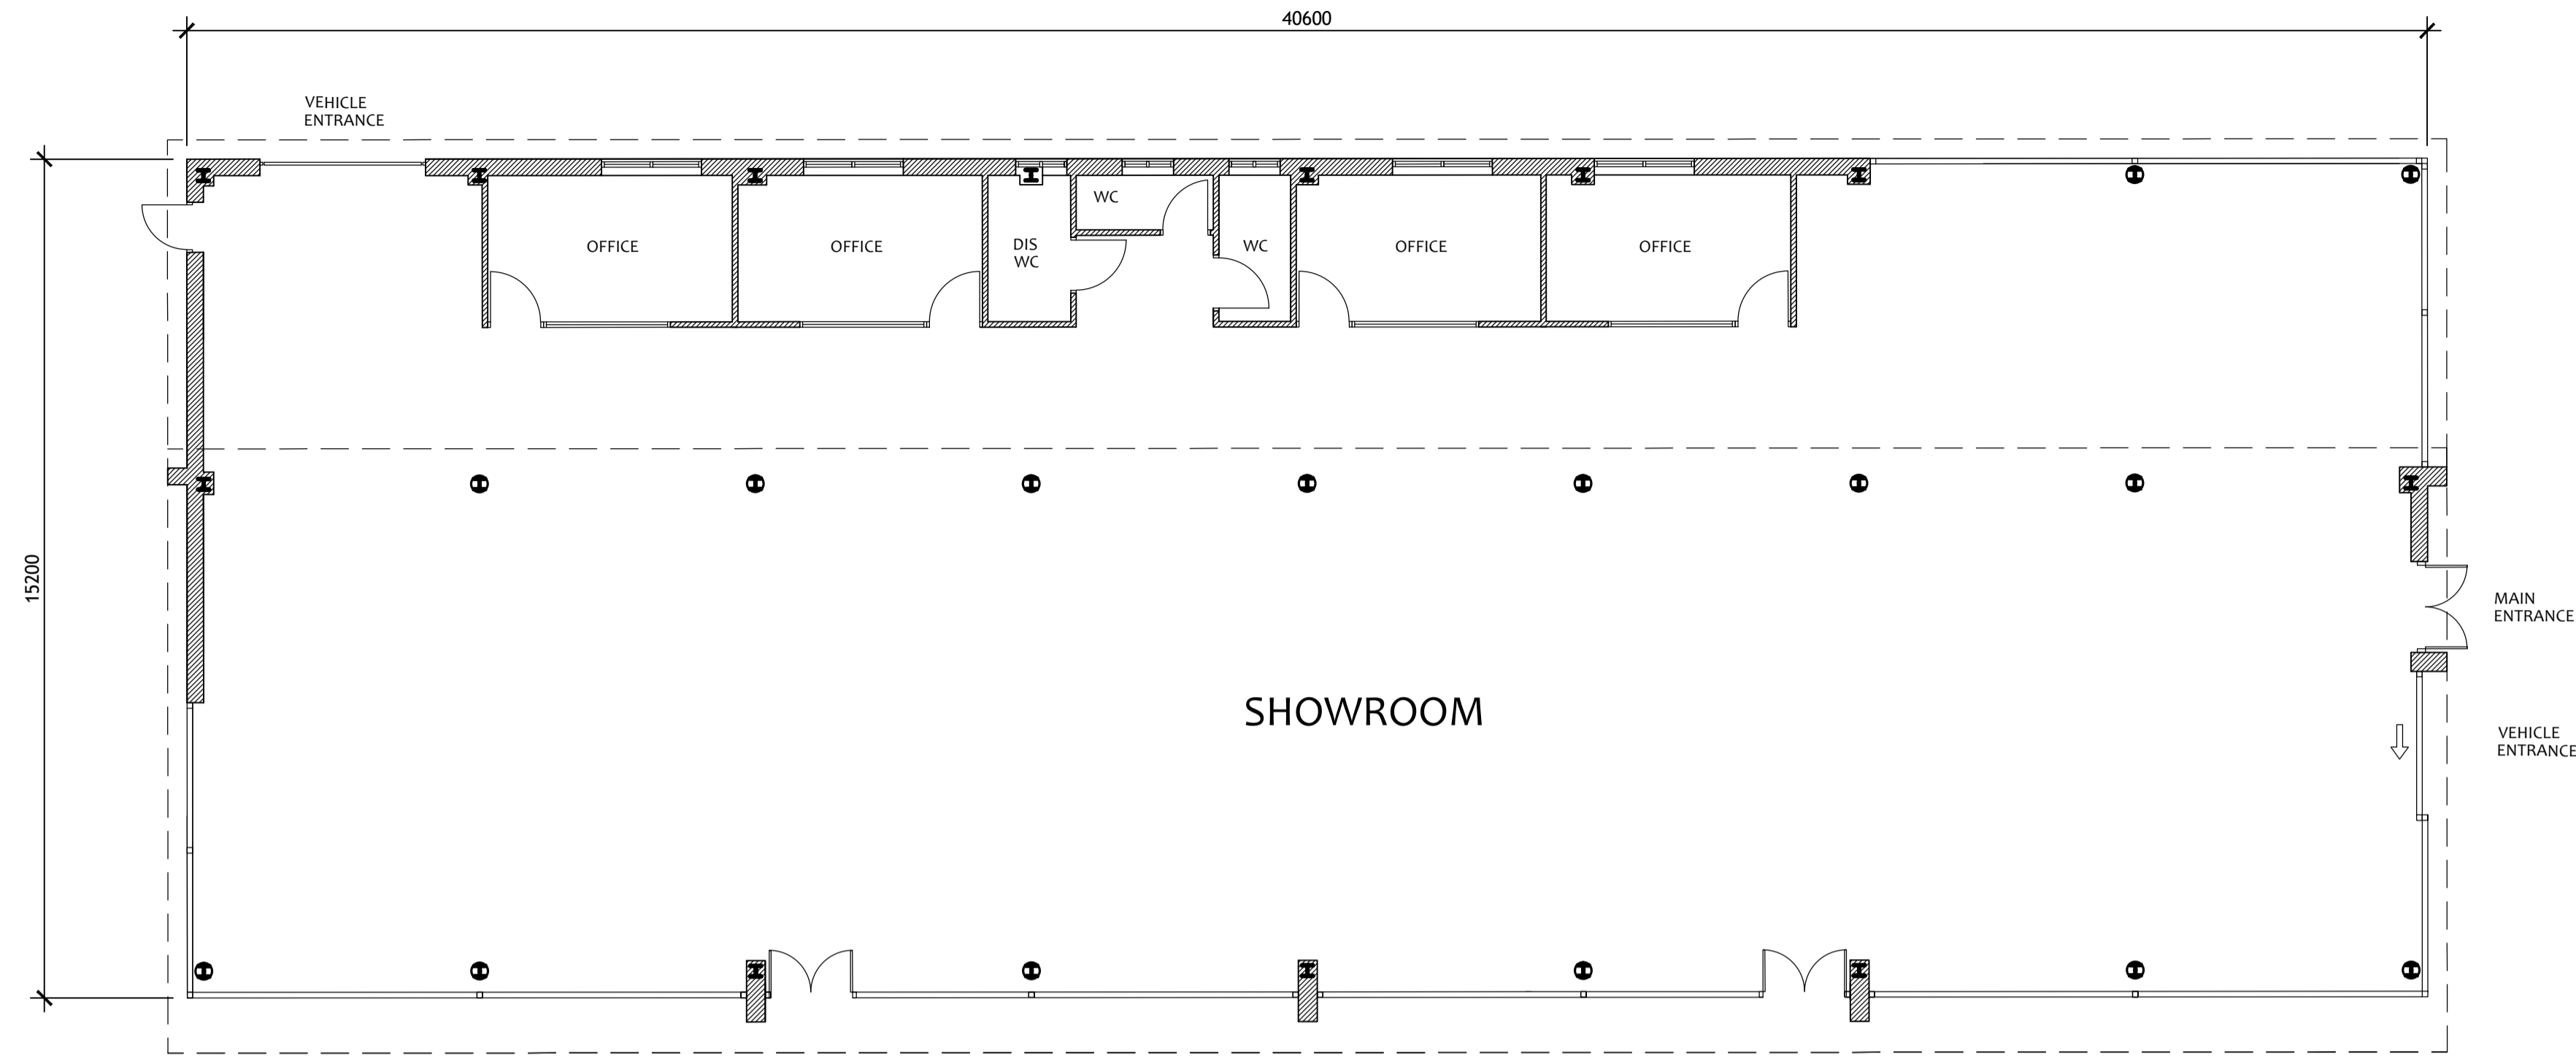 40600
VEHICLE
ENTRANCE
WC
OFFICE
OFFICE
DIS
WC
WC
OFFICE
OFFICE
15200
MAIN
ENTRANCE
SHOWROOM
VEHICLE
ENTRANCE